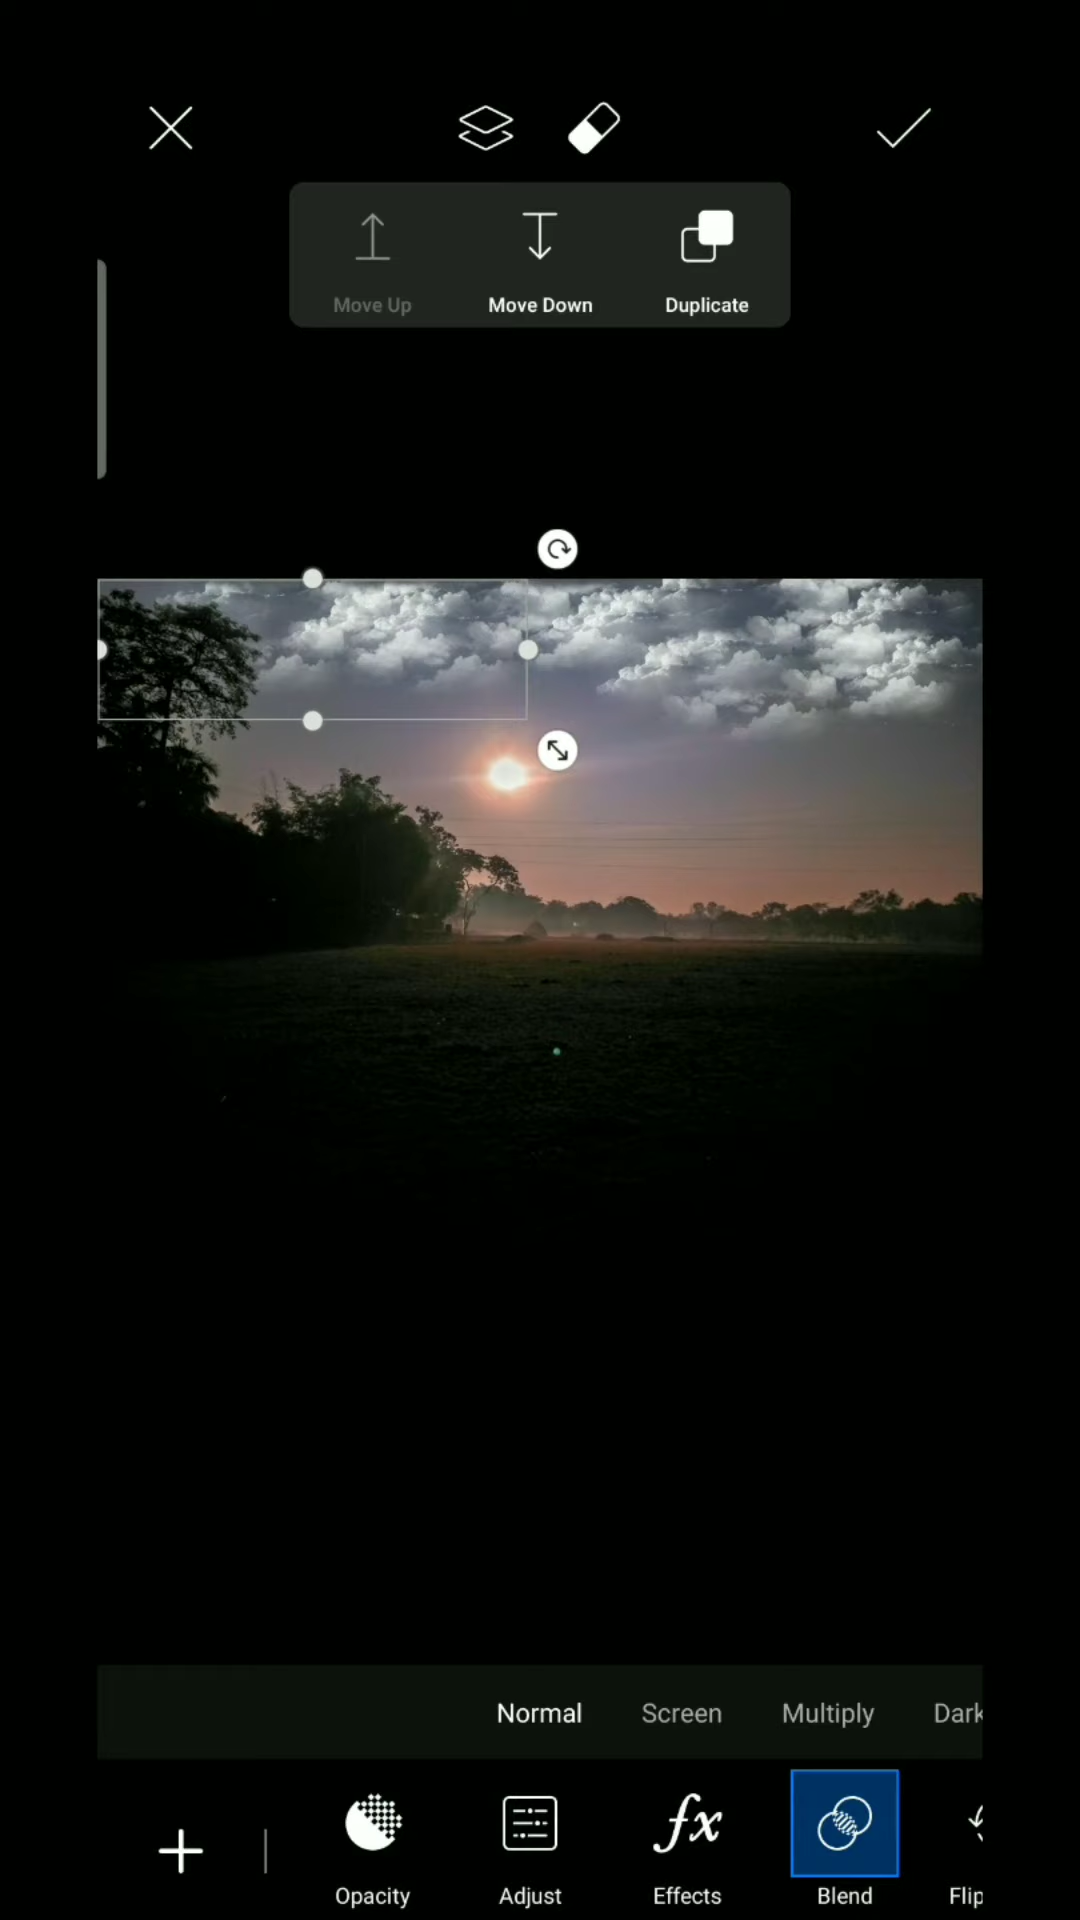 Move Up Move Down Duplicate
Normal Screen Multiply Dark
Opacity Adjust Effects Blend Flip